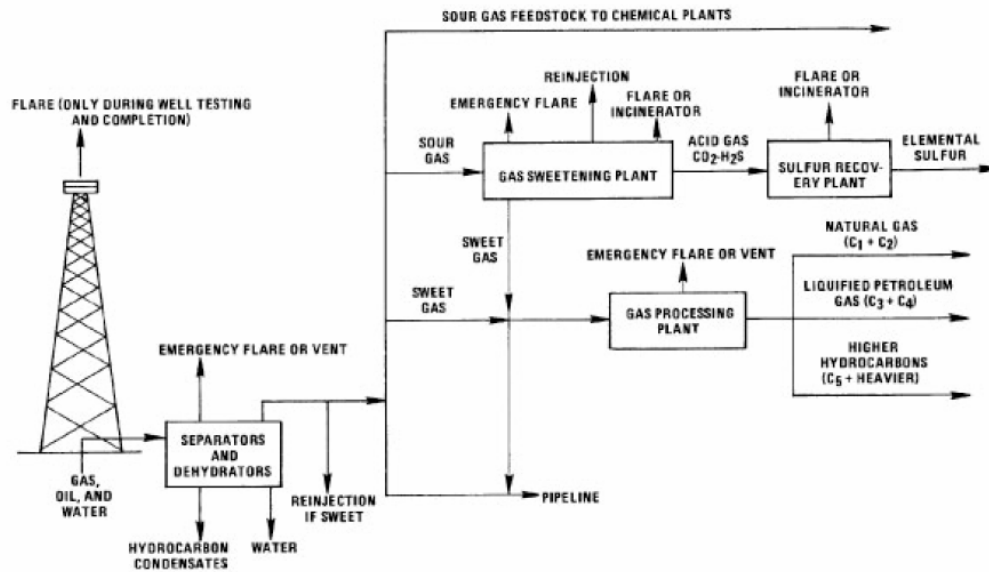 SOUR GAS FEEDSTOCK TO CHEMICAL PLANTS
FLARE (ONLY DURING WELL TESTING
AND COMPLETION)
REINJECTION
EMERGENCY FLARE
FLARE OR
INCINERATOR
FLARE OR
INCINERATOR
SOUR
GAS
GAS SWEETENING PLANT
ACID GAS
CO2-H2S
SULFUR RECOV-
ERY PLANT
ELEMENTAL
SULFUR
SWEET
GAS
NATURAL GAS
(C1 + C2)
EMERGENCY FLARE OR VENT
SWEET
GAS
GAS PROCESSING
PLANT
LIQUIFIED PETROLEUM
GAS (C3 + C4)
HIGHER
HYDROCARBONS
(C5 + HEAVIER)
EMERGENCY FLARE OR VENT
SEPARATORS
AND
DEHYDRATORS
GAS,
OIL, AND
WATER
REINJECTION
IF SWEET
PIPELINE
HYDROCARBON
CONDENSATES
WATER